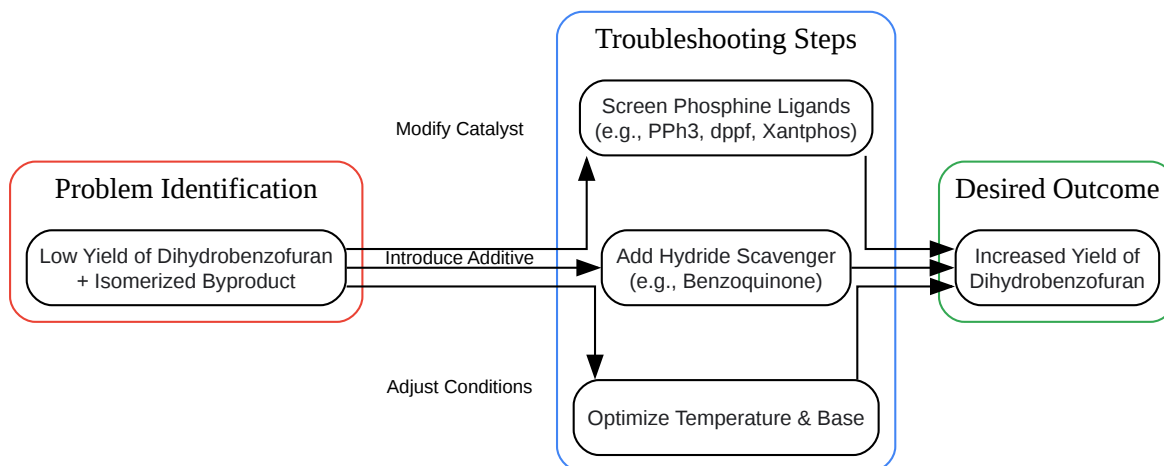 Troubleshooting Steps
Screen Phosphine Ligands
(e.g., PPh3, dppf, Xantphos)
Modify Catalyst
Problem Identification
Desired Outcome
Low Yield of Dihydrobenzofuran
+ Isomerized Byproduct
Introduce Additive
Add Hydride Scavenger
(e.g., Benzoquinone)
Increased Yield of
Dihydrobenzofuran
Adjust Conditions
Optimize Temperature & Base